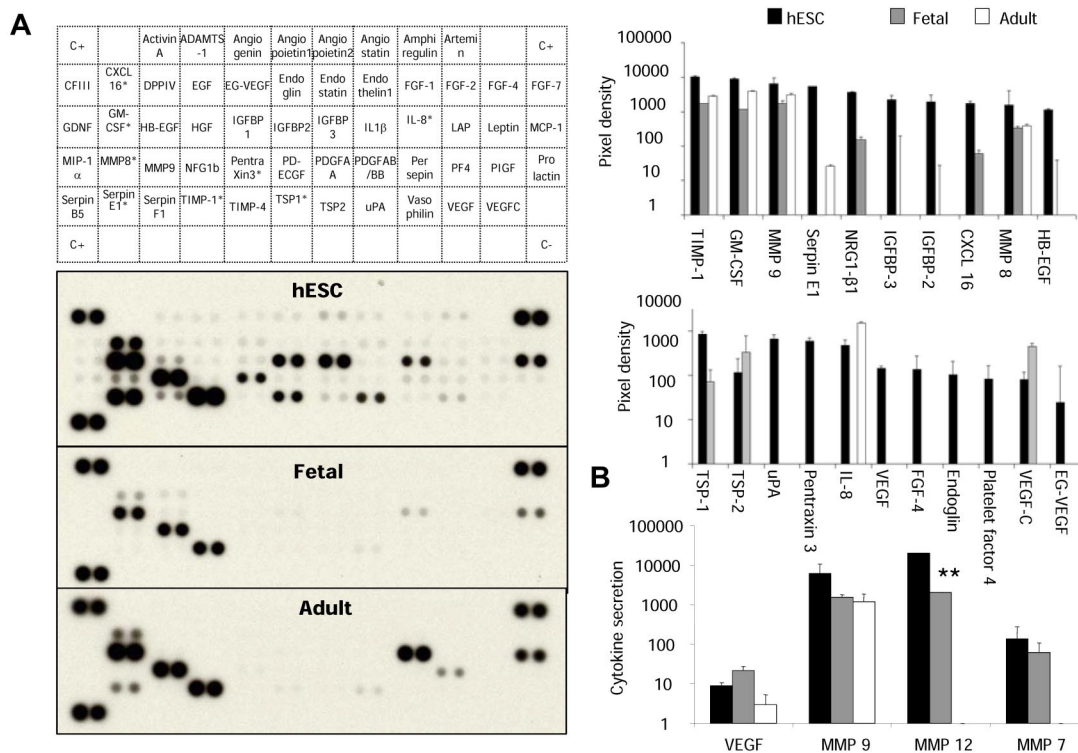 A
C+ Activin A ADAMTS -1 Angio genin Angio poietin1 Angio poietin2 Angio statin Amphi regulin Artemi n C+
CFIII CXCL 16* DPPIV EGF EG-VEGF Endo glin Endo statin Endo thelin1 FGF-1 FGF-2 FGF-4 FGF-7
GDNF GM- CSF* HB-EGF HGF IGFBP 1 IGFBP2 IGFBP 3 IL1β IL-8* LAP Leptin MCP-1
MIP-1 α MMP8* MMP9 NFG1b Pentra Xin3* PD- ECGF PDGFA A PDGFAB /BB Per sepin PF4 PIGF Pro lactin
Serpin B5 Serpin E1* Serpin F1 TIMP-1* TIMP-4 TSP1* TSP2 uPA Vaso philin VEGF VEGFC
C+ C-
hESC
Fetal
Adult
hESC Fetal Adult
Pixel density
100000
10000
1000
100
10
1
TIMP-1 GM-CSF MMP 9 Serpin E1 NRG1-β1 IGFBP-3 IGFBP-2 CXCL 16 MMP 8 HB-EGF
Pixel density
10000
1000
100
10
1
TSP-1 TSP-2 uPA Pentraxin 3 IL-8 VEGF FGF-4 Endoglin Platelet factor 4 VEGF-C EG-VEGF
B
Cytokine secretion
100000
10000
1000
100
10
1
**
VEGF MMP 9 MMP 12 MMP 7